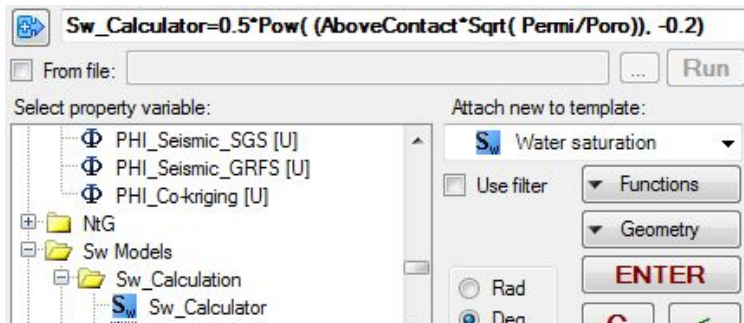 Sw_Calculator=0.5*Pow( (AboveContact*Sqrt( Permi/Poro)), -0.2)
From file: ... Run
Select property variable: Attach new to template:
Φ PHI_Seismic_SGS [U]
Sw Water saturation
Φ PHI_Seismic_GRFS [U]
Use filter Functions
Φ PHI_Co-kriging [U]
NtG
Geometry
Sw Models
Sw_Calculation
ENTER
Rad
Sw Sw_Calculator
Deg C